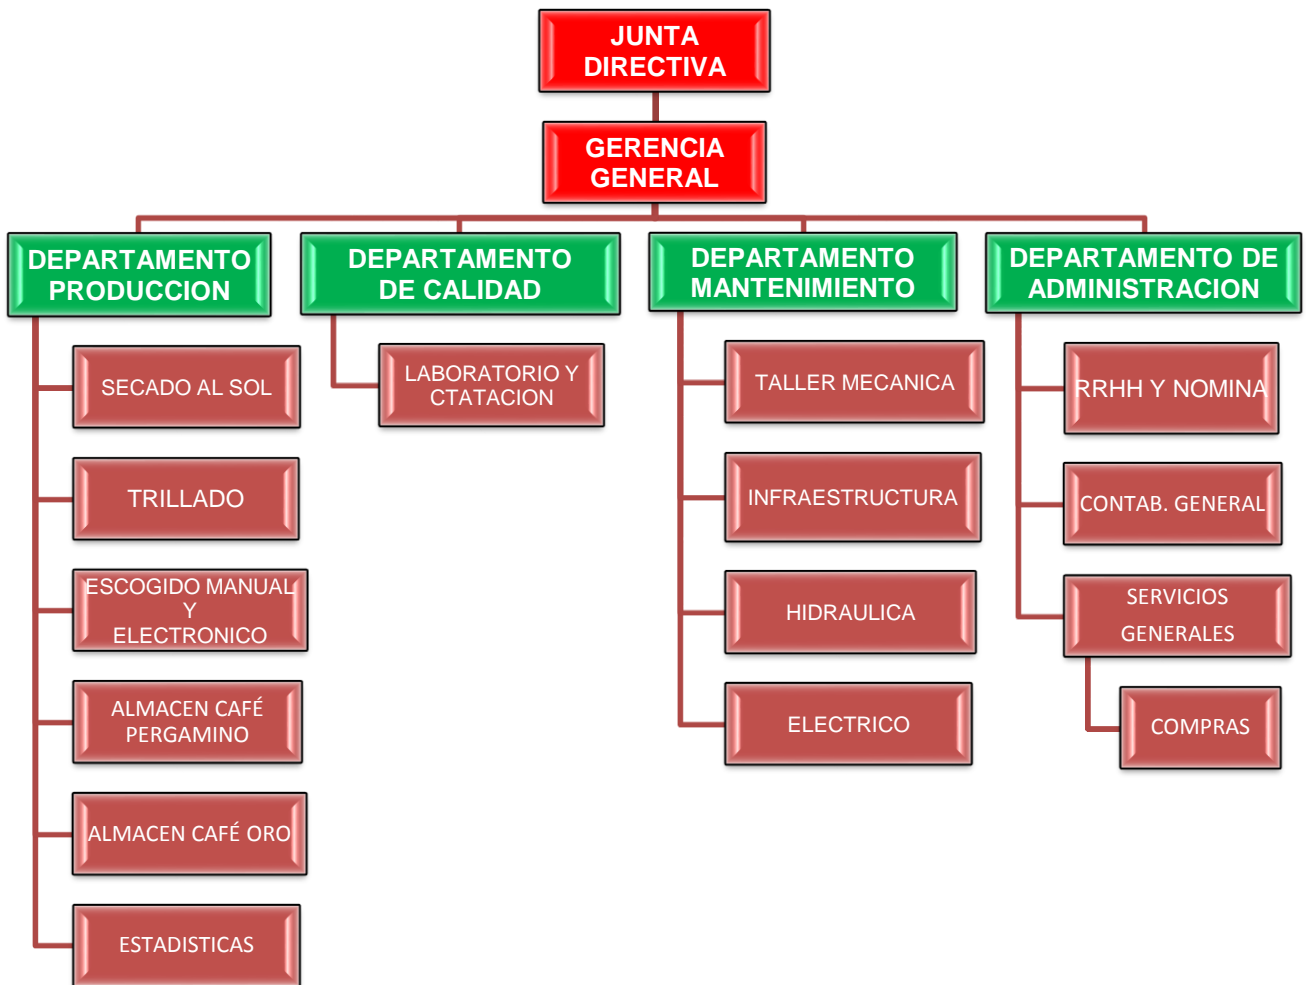 JUNTA
DIRECTIVA
GERENCIA
GENERAL
DEPARTAMENTO
PRODUCCION
DEPARTAMENTO
DE CALIDAD
DEPARTAMENTO
MANTENIMIENTO
DEPARTAMENTO DE
ADMINISTRACION
SECADO AL SOL
TRILLADO
ESCOGIDO MANUAL
Y
ELECTRONICO
ALMACEN CAFÉ
PERGAMINO
ALMACEN CAFÉ ORO
ESTADISTICAS
LABORATORIO Y
CTATACION
TALLER MECANICA
INFRAESTRUCTURA
HIDRAULICA
ELECTRICO
RRHH Y NOMINA
CONTAB. GENERAL
SERVICIOS
GENERALES
COMPRAS